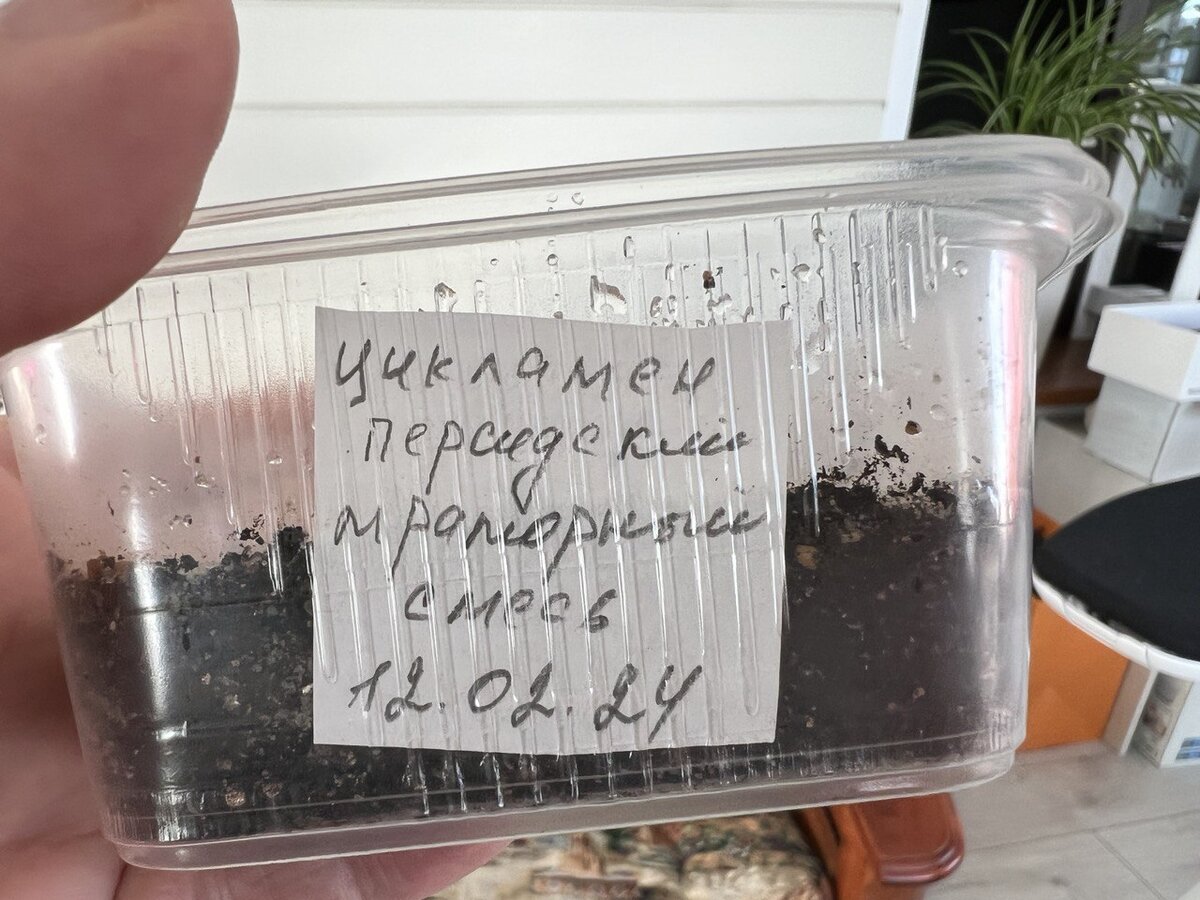 Цикламен
персидский
мраморный
смесь
12.02.24